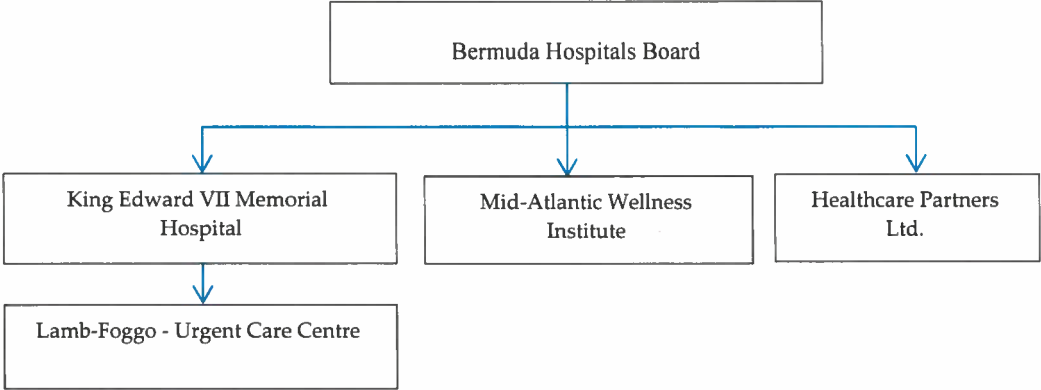 Bermuda Hospitals Board
King Edward VII Memorial
Hospital
Mid-Atlantic Wellness
Institute
Healthcare Partners
Ltd.
Lamb-Foggo - Urgent Care Centre